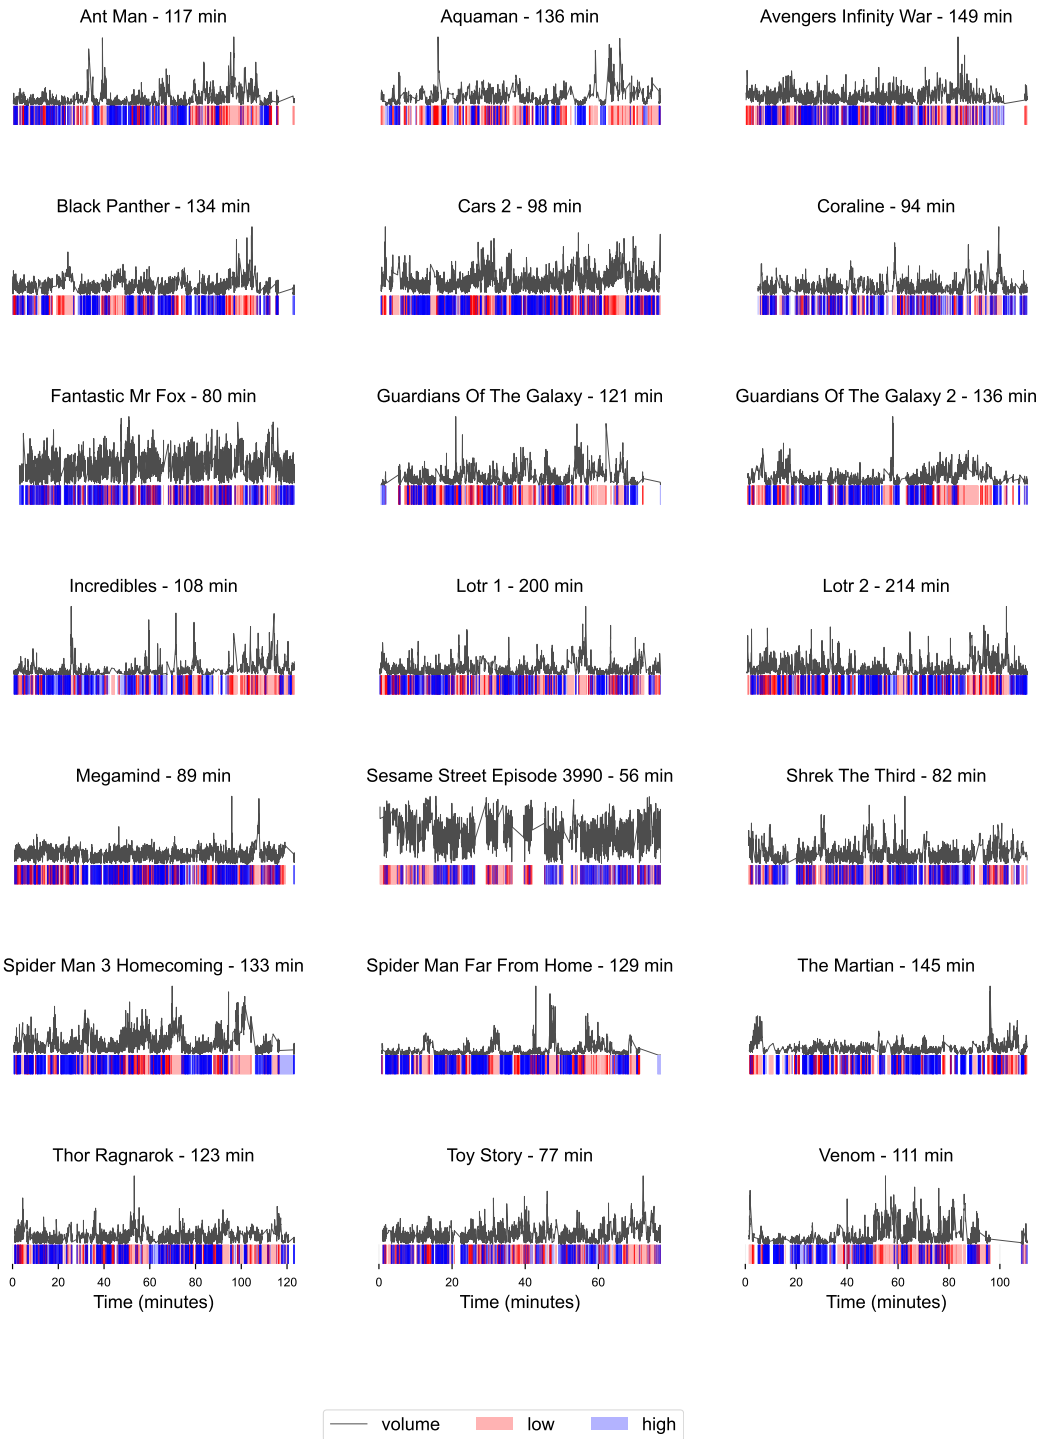 Ant Man - 117 min
Aquaman - 136 min
Avengers Infinity War - 149 min
Black Panther - 134 min
Cars 2 - 98 min
Coraline - 94 min
Fantastic Mr Fox - 80 min
Guardians Of The Galaxy - 121 min
Guardians Of The Galaxy 2 - 136 min
Incredibles - 108 min
Lotr 1 - 200 min
Lotr 2 - 214 min
Megamind - 89 min
Sesame Street Episode 3990 - 56 min
Shrek The Third - 82 min
Spider Man 3 Homecoming - 133 min
Spider Man Far From Home - 129 min
The Martian - 145 min
Thor Ragnarok - 123 min
Toy Story - 77 min
Venom - 111 min
0 20 40 60 80 100 120
0 20 40 60
0 20 40 60 80 100
Time (minutes)
Time (minutes)
Time (minutes)
volume low high